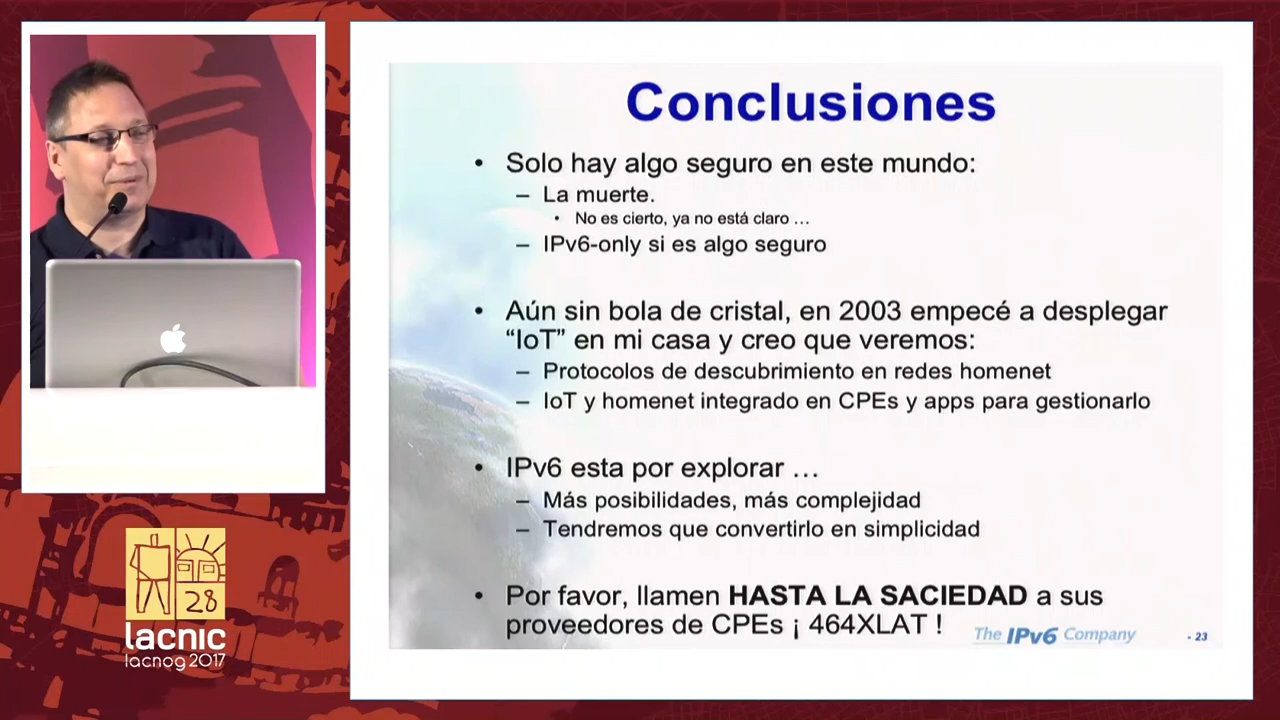 Conclusiones
• Solo hay algo seguro en este mundo:
– La muerte.
• No es cierto, ya no está claro …
– IPv6-only si es algo seguro
• Aún sin bola de cristal, en 2003 empecé a desplegar
“IoT” en mi casa y creo que veremos:
– Protocolos de descubrimiento en redes homenet
– IoT y homenet integrado en CPEs y apps para gestionarlo
• IPv6 esta por explorar …
– Más posibilidades, más complejidad
– Tendremos que convertirlo en simplicidad
• Por favor, llamen HASTA LA SACIEDAD a sus
proveedores de CPEs ¡ 464XLAT !
The IPv6 Company
- 23
28
lacnic
lacnog 2017